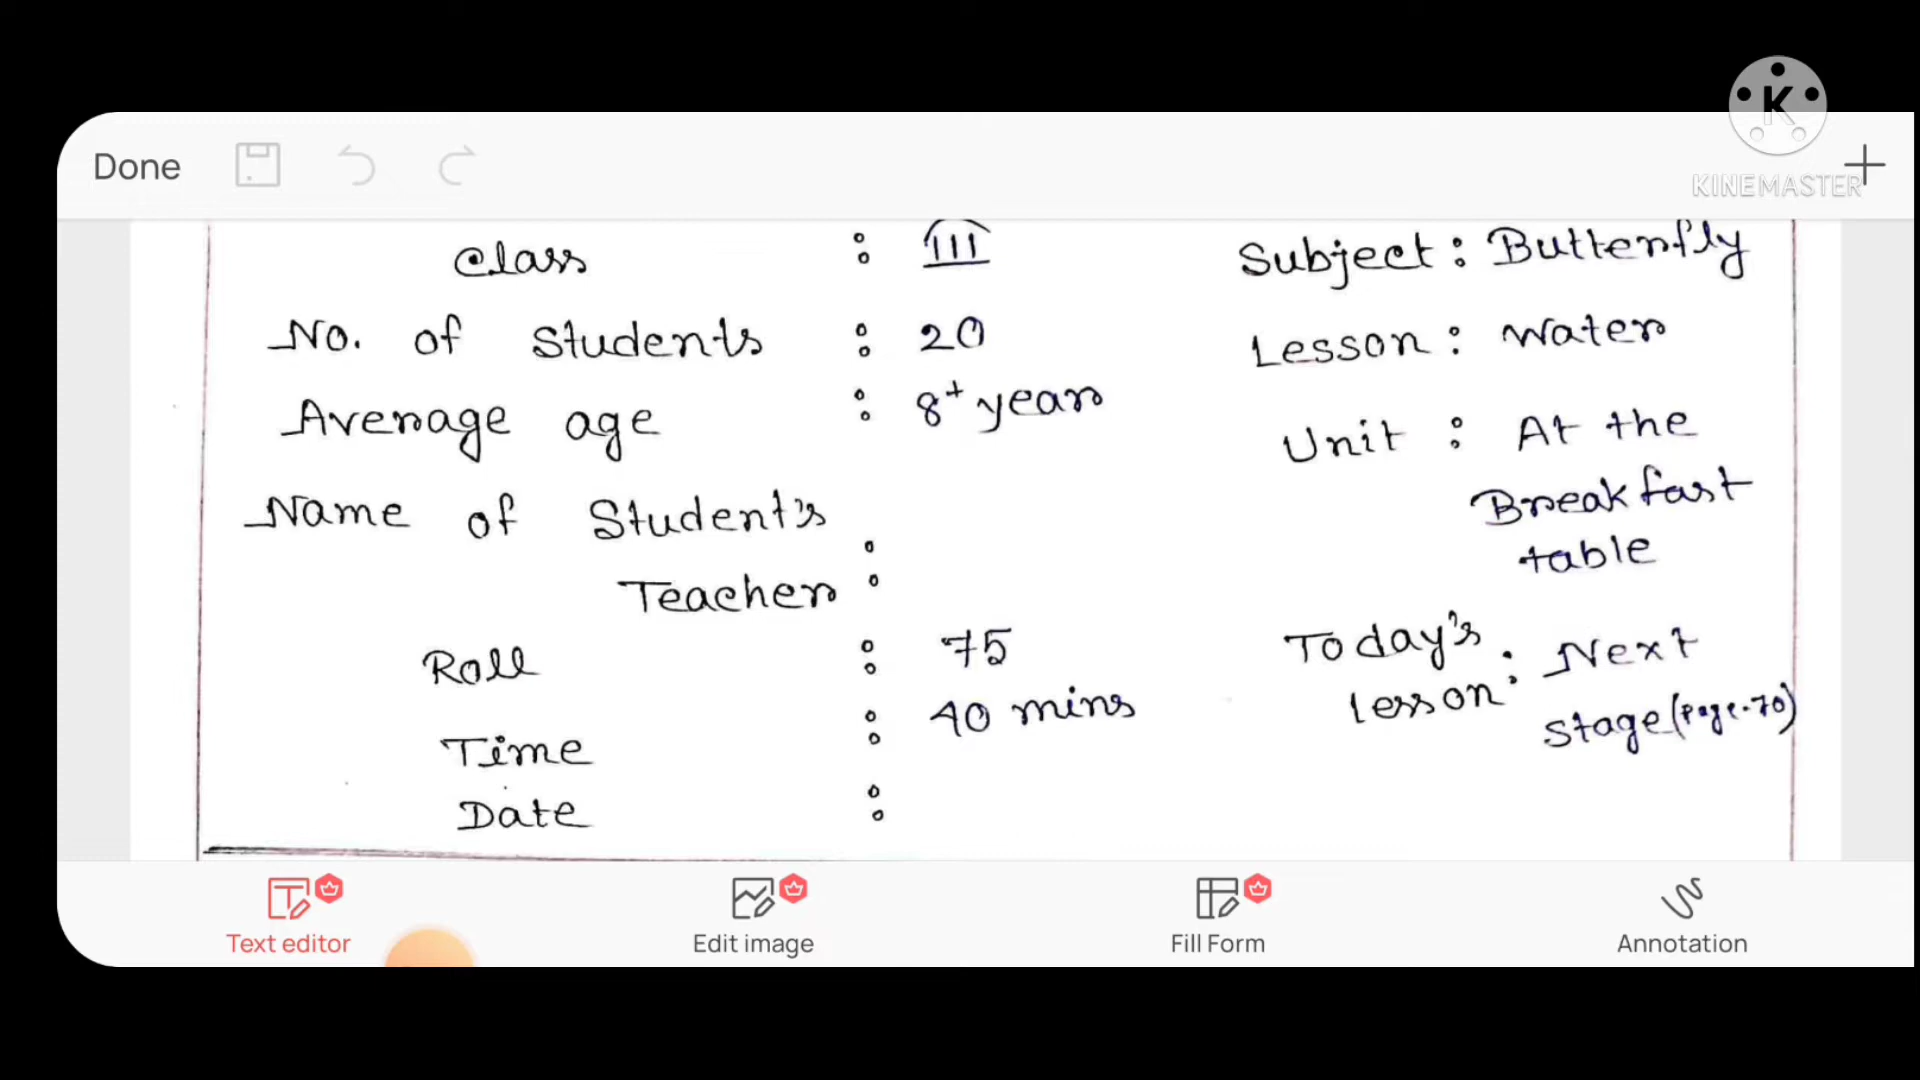 Done
KINEMASTER
Class : III
Subject : Butterfly
No. of Students : 20
Lesson : Water
Average age : 8+ year
Unit : At the
Breakfast
table
Name of Student's
Teacher :
Roll : 75
Today's
lesson : Next
stage (Page-70)
Time : 40 mins
Date :
Text editor
Edit image
Fill Form
Annotation